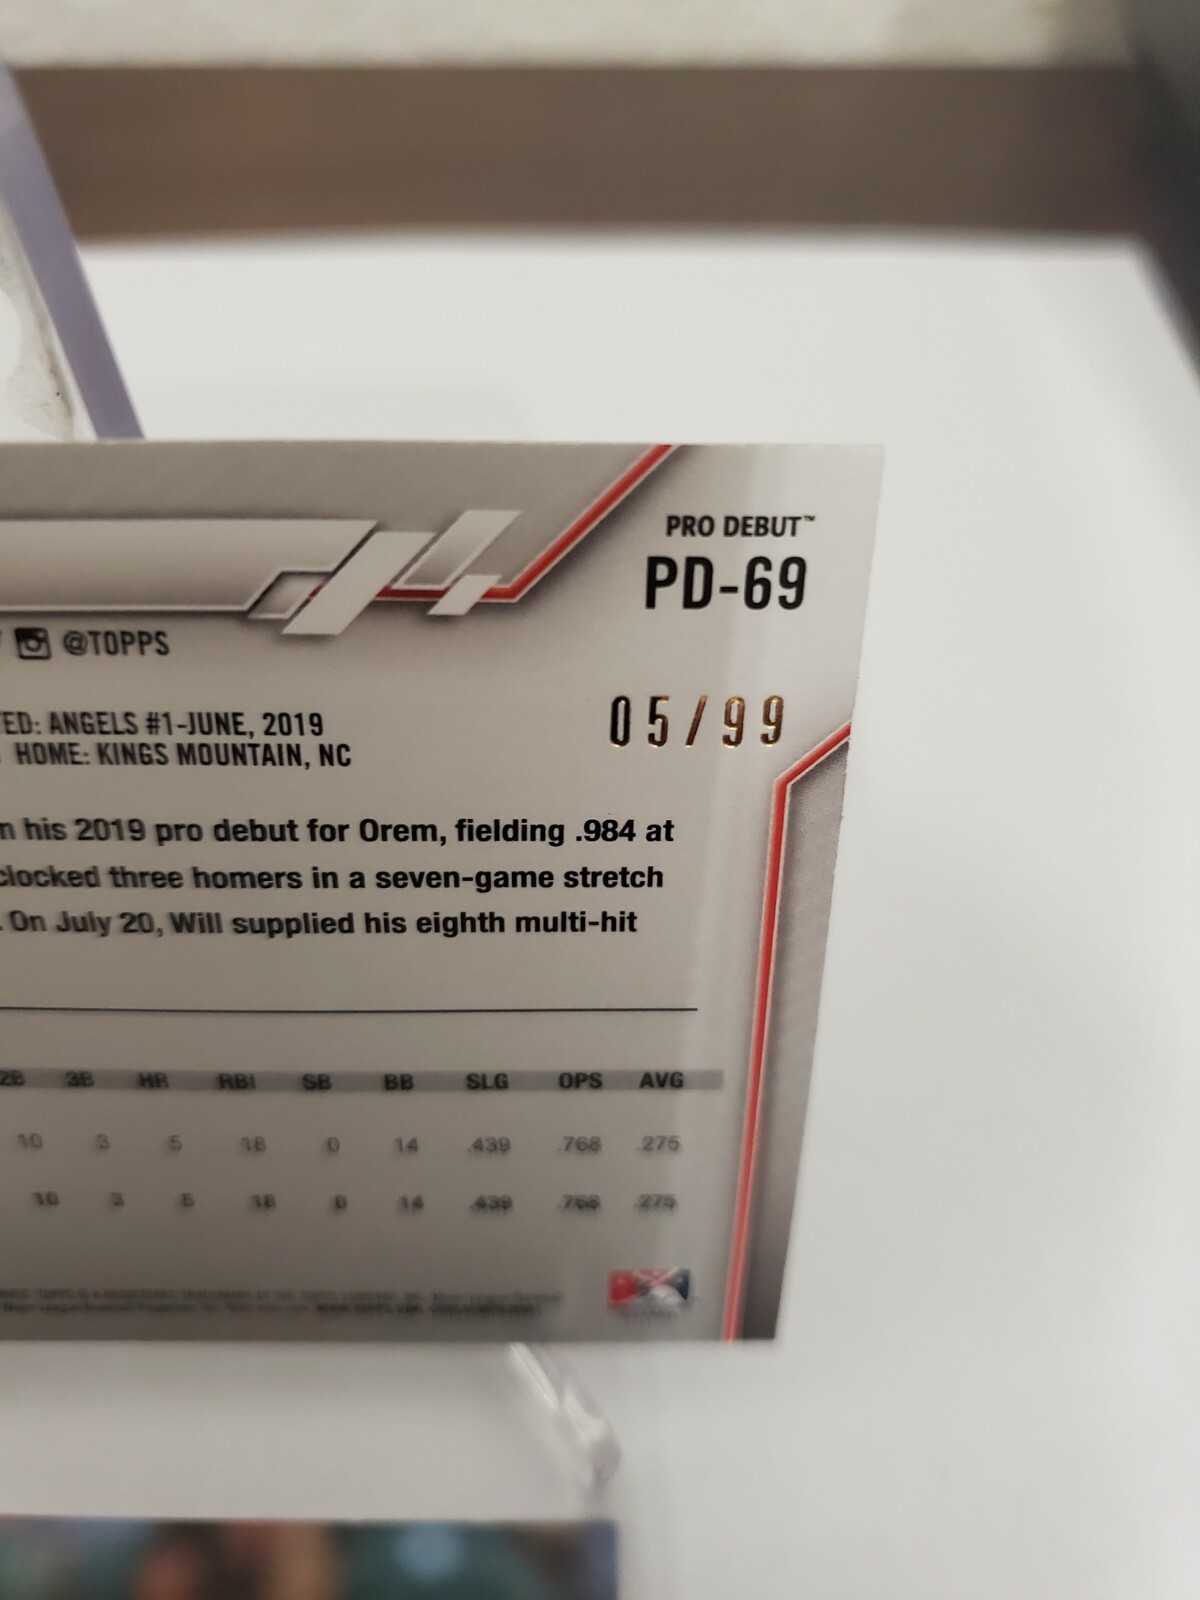 PRO DEBUT™
PD-69
@TOPPS
05/99
TED: ANGELS #1-JUNE, 2019
HOME: KINGS MOUNTAIN, NC
n his 2019 pro debut for Orem, fielding .984 at
clocked three homers in a seven-game stretch
. On July 20, Will supplied his eighth multi-hit
2B 3B HR RBI SB BB SLG OPS AVG
10 3 5 18 0 14 .439 .768 .275
10 3 5 18 0 14 .439 .768 .275